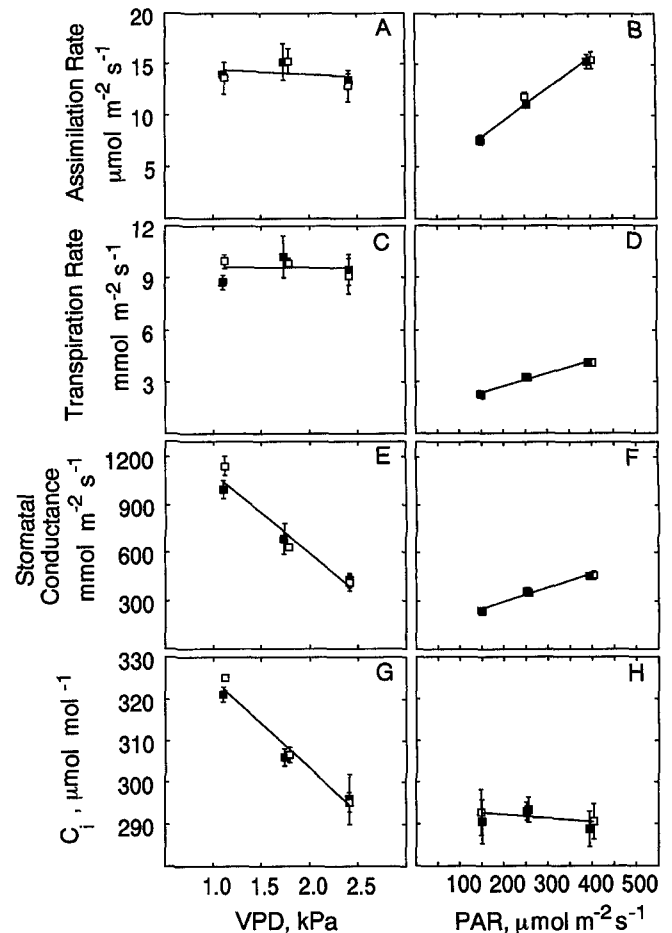 Assimilation Rate
μmol m-2 s-1
20
15
10
5
A
B
Transpiration Rate
mmol m-2 s-1
12
9
6
3
C
D
Stomatal
Conductance
mmol m-2 s-1
1200
900
600
300
E
F
Ci , μmol mol -1
330
320
310
300
290
G
H
1.0 1.5 2.0 2.5
VPD, kPa
100 200 300 400 500
PAR, μmol m-2 s-1